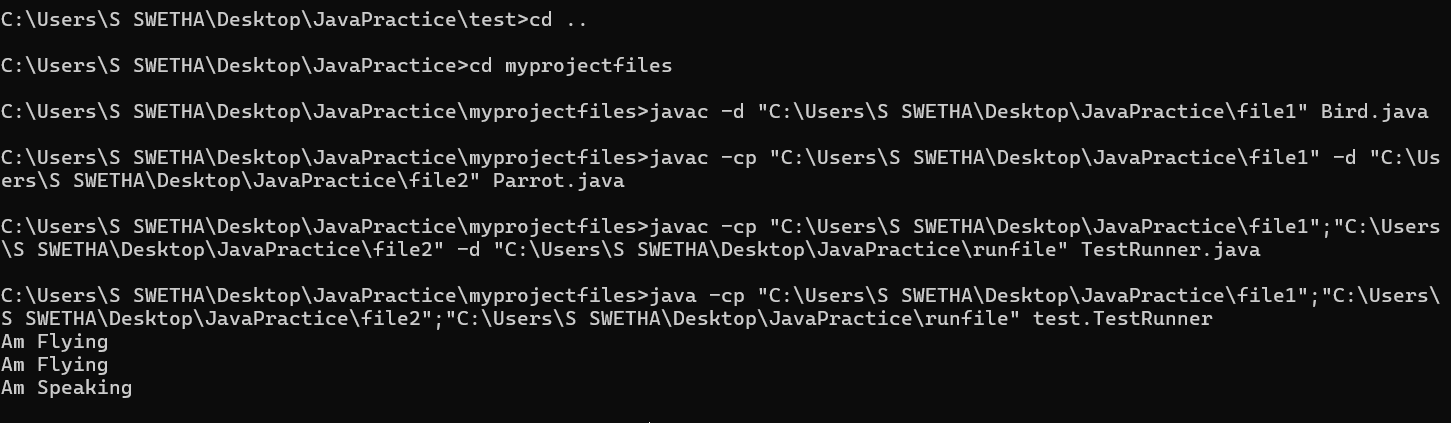 C:\Users\S SWETHA\Desktop\JavaPractice\test>cd ..
C:\Users\S SWETHA\Desktop\JavaPractice>cd myprojectfiles
C:\Users\S SWETHA\Desktop\JavaPractice\myprojectfiles>javac -d "C:\Users\S SWETHA\Desktop\JavaPractice\file1" Bird.java
C:\Users\S SWETHA\Desktop\JavaPractice\myprojectfiles>javac -cp "C:\Users\S SWETHA\Desktop\JavaPractice\file1" -d "C:\Us
ers\S SWETHA\Desktop\JavaPractice\file2" Parrot.java
C:\Users\S SWETHA\Desktop\JavaPractice\myprojectfiles>javac -cp "C:\Users\S SWETHA\Desktop\JavaPractice\file1";"C:\Users
\S SWETHA\Desktop\JavaPractice\file2" -d "C:\Users\S SWETHA\Desktop\JavaPractice\runfile" TestRunner.java
C:\Users\S SWETHA\Desktop\JavaPractice\myprojectfiles>java -cp "C:\Users\S SWETHA\Desktop\JavaPractice\file1";"C:\Users\
S SWETHA\Desktop\JavaPractice\file2";"C:\Users\S SWETHA\Desktop\JavaPractice\runfile" test.TestRunner
Am Flying
Am Flying
Am Speaking